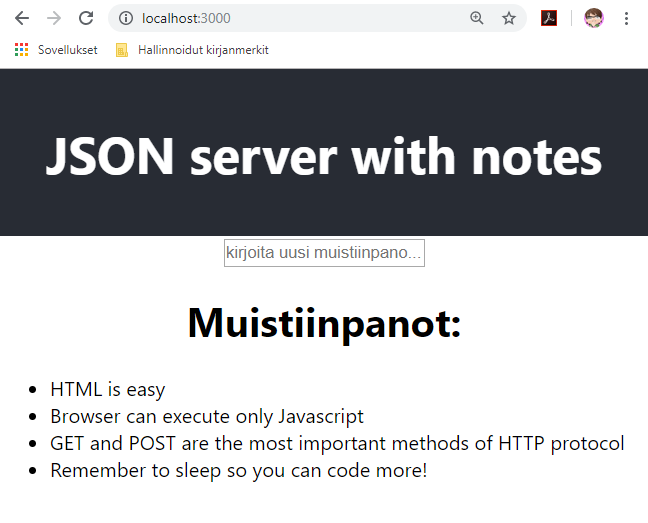 localhost:3000
Sovellukset
Hallinnoidut kirjanmerkit
JSON server with notes
kirjoita uusi muistiinpano...
Muistiinpanot:
• HTML is easy
• Browser can execute only Javascript
• GET and POST are the most important methods of HTTP protocol
• Remember to sleep so you can code more!